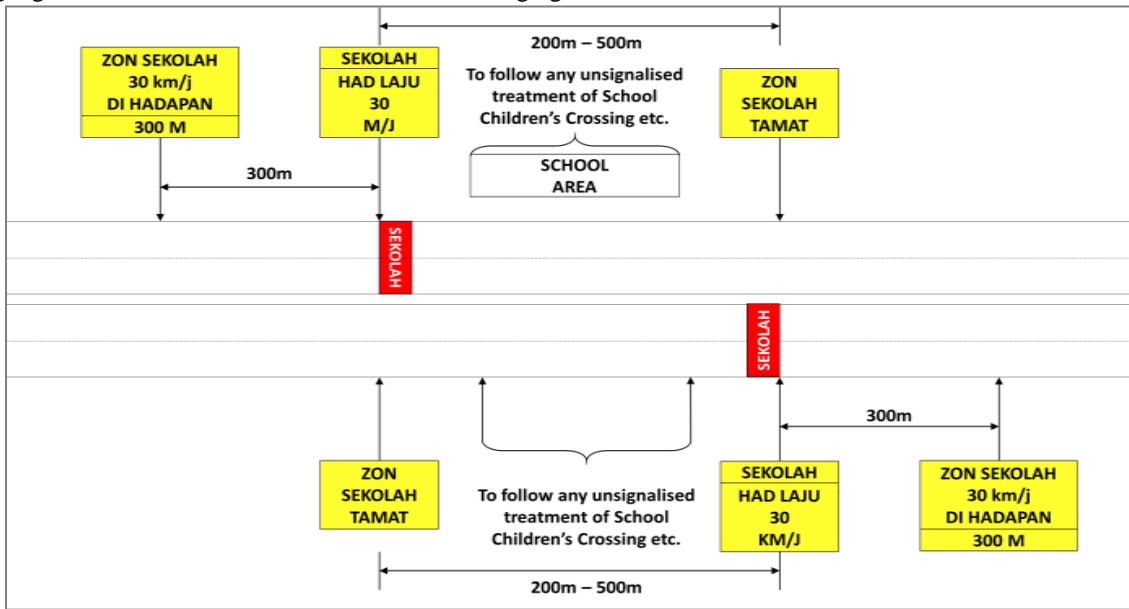 200m – 500m
ZON SEKOLAH
30 km/j
DI HADAPAN
300 M
SEKOLAH
HAD LAJU
30
M/J
To follow any unsignalised
treatment of School
Children's Crossing etc.
ZON
SEKOLAH
TAMAT
300m
SCHOOL
AREA
SEKOLAH
SEKOLAH
300m
ZON
SEKOLAH
TAMAT
To follow any unsignalised
treatment of School
Children's Crossing etc.
SEKOLAH
HAD LAJU
30
KM/J
ZON SEKOLAH
30 km/j
DI HADAPAN
300 M
200m – 500m